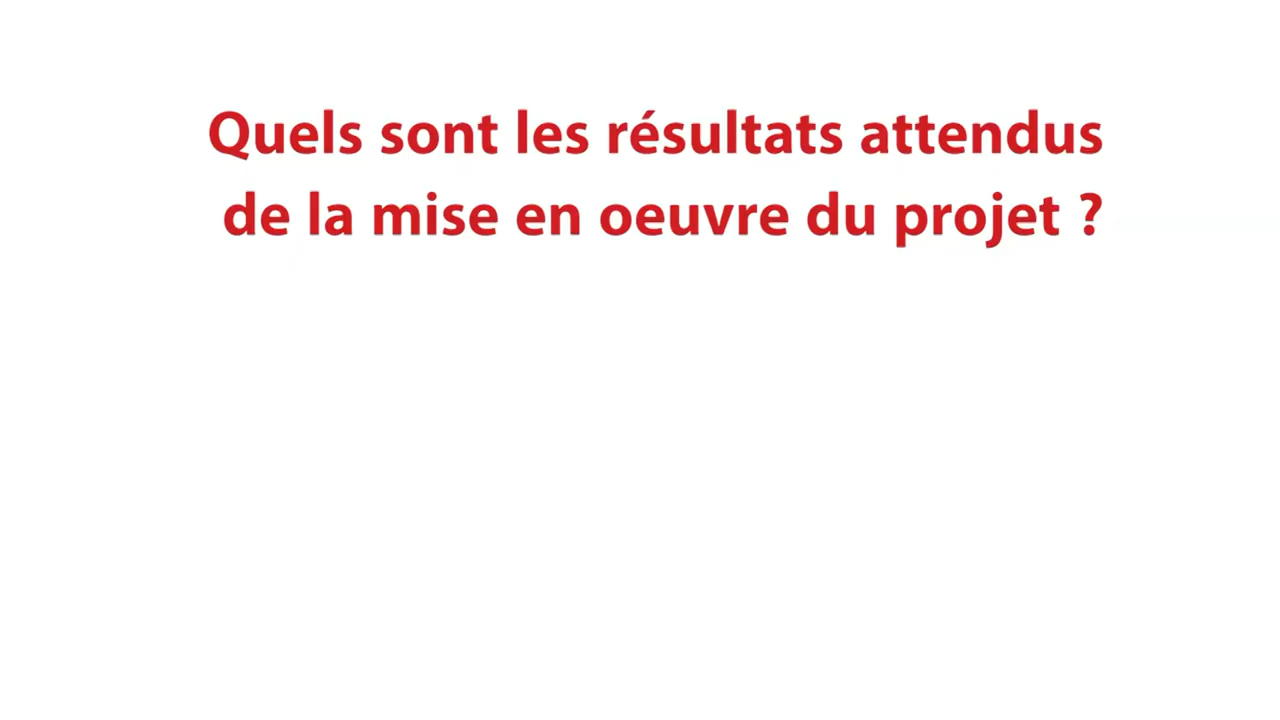 Quels sont les résultats attendus
de la mise en oeuvre du projet ?